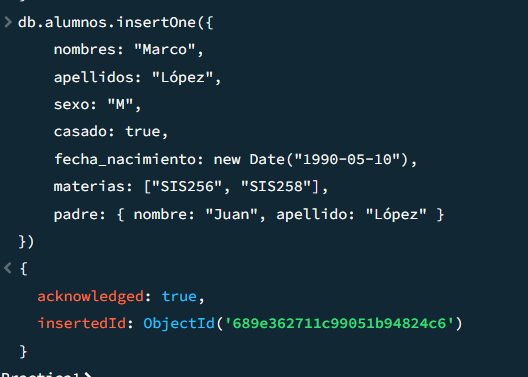 > db.alumnos.insertOne({
nombres: "Marco",
apellidos: "López",
sexo: "M",
casado: true,
fecha_nacimiento: new Date("1990-05-10"),
materias: ["SIS256", "SIS258"],
padre: { nombre: "Juan", apellido: "López" }
})
< {
acknowledged: true,
insertedId: ObjectId('689e362711c99051b94824c6')
}